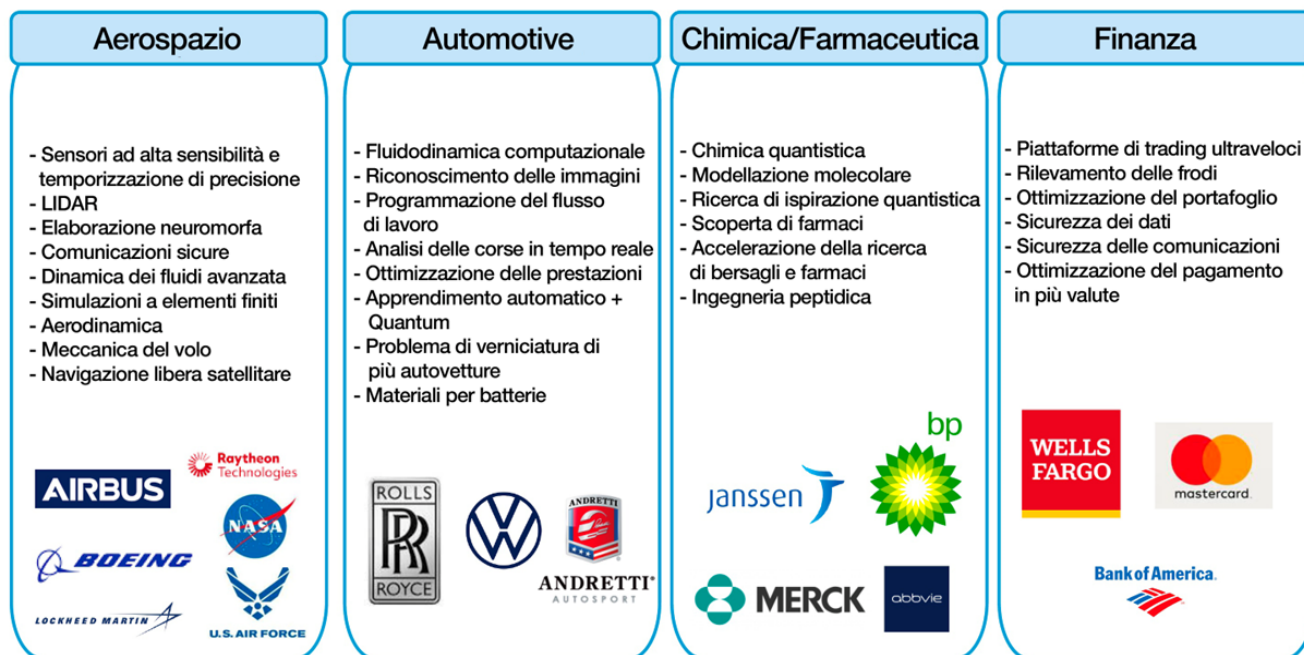 Aerospazio
- Sensori ad alta sensibilità e
temporizzazione di precisione
- LIDAR
- Elaborazione neuromorfa
- Comunicazioni sicure
- Dinamica dei fluidi avanzata
- Simulazioni a elementi finiti
- Aerodinamica
- Meccanica del volo
- Navigazione libera satellitare
Raytheon
Technologies
AIRBUS
NASA
BOEING
LOCKHEED MARTIN
U.S. AIR FORCE
Automotive
- Fluidodinamica computazionale
- Riconoscimento delle immagini
- Programmazione del flusso
di lavoro
- Analisi delle corse in tempo reale
- Ottimizzazione delle prestazioni
- Apprendimento automatico +
Quantum
- Problema di verniciatura di
più autovetture
- Materiali per batterie
ROLLS
RR
ROYCE
VW
ANDRETTI
ANDRETTI®
AUTOSPORT
Chimica/Farmaceutica
- Chimica quantistica
- Modellazione molecolare
- Ricerca di ispirazione quantistica
- Scoperta di farmaci
- Accelerazione della ricerca
di bersagli e farmaci
- Ingegneria peptidica
bp
janssen
MERCK
abbvie
Finanza
- Piattaforme di trading ultraveloci
- Rilevamento delle frodi
- Ottimizzazione del portafoglio
- Sicurezza dei dati
- Sicurezza delle comunicazioni
- Ottimizzazione del pagamento
in più valute
WELLS
FARGO
mastercard.
Bank of America.